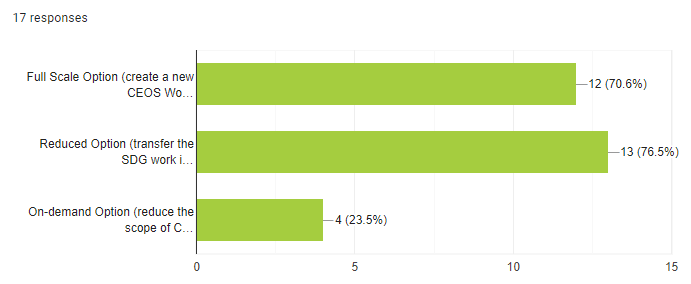 17 responses
Full Scale Option (create a new
CEOS Wo…
12 (70.6%)
Reduced Option (transfer the
SDG work i…
13 (76.5%)
On-demand Option (reduce the
scope of C…
4 (23.5%)
0
5
10
15